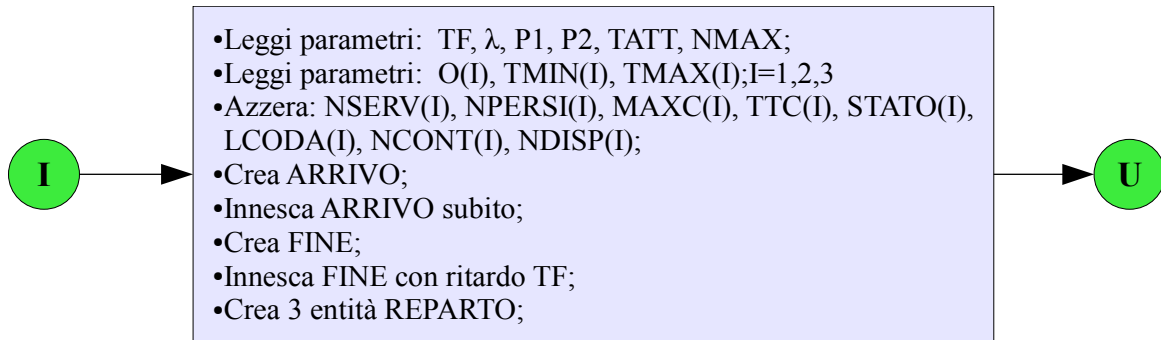 •Leggi parametri:  TF, λ, P1, P2, TATT, NMAX;
•Leggi parametri:  O(I), TMIN(I), TMAX(I);I=1,2,3
•Azzera: NSERV(I), NPERSI(I), MAXC(I), TTC(I), STATO(I),
LCODA(I), NCONT(I), NDISP(I);
I
•Crea ARRIVO;
U
•Innesca ARRIVO subito;
•Crea FINE;
•Innesca FINE con ritardo TF;
•Crea 3 entità REPARTO;